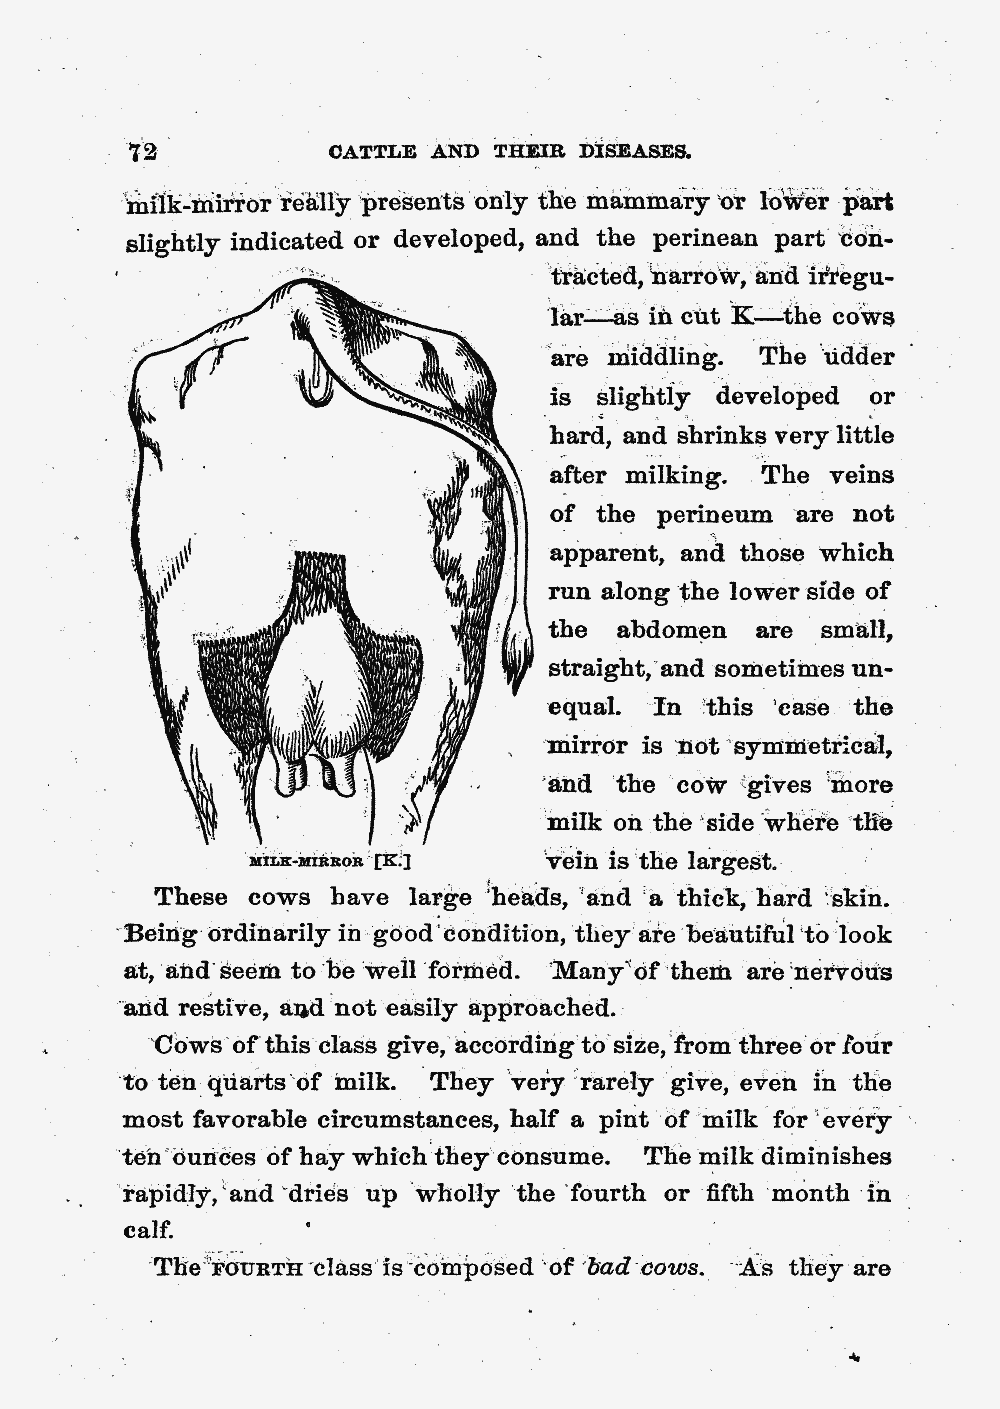 72 CATTLE AND THEIR DISEASES.
milk-mirror really presents only the mammary or lower part
slightly indicated or developed, and the perinean part con-
tracted, narrow, and irregu-
lar—as in cut K—the cows
are middling. The udder
is slightly developed or
hard, and shrinks very little
after milking. The veins
of the perineum are not
apparent, and those which
run along the lower side of
the abdomen are small,
straight, and sometimes un-
equal. In this case the
mirror is not symmetrical,
and the cow gives more
milk on the side where the
vein is the largest.
MILK-MIRROR [K.]
These cows have large heads, and a thick, hard skin.
Being ordinarily in good condition, they are beautiful to look
at, and seem to be well formed. Many of them are nervous
and restive, and not easily approached.
Cows of this class give, according to size, from three or four
to ten quarts of milk. They very rarely give, even in the
most favorable circumstances, half a pint of milk for every
ten ounces of hay which they consume. The milk diminishes
rapidly, and dries up wholly the fourth or fifth month in
calf.
The FOURTH class is composed of bad cows. As they are